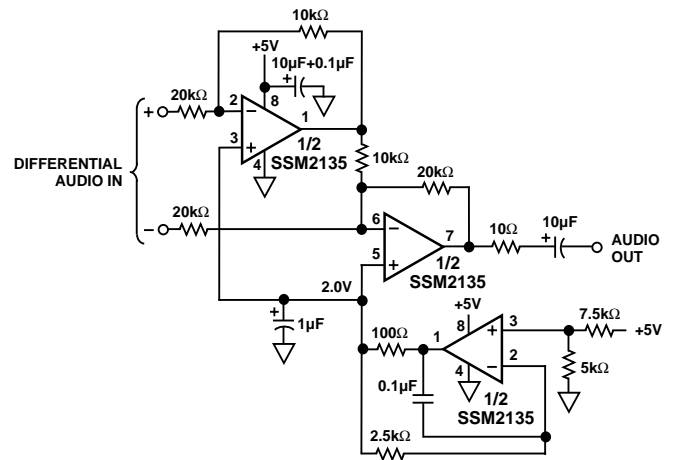 10kΩ
+5V
10µF+0.1µF
+
20kΩ
+
2
−
8
1
3
+
4
1/2
SSM2135
10kΩ
DIFFERENTIAL
AUDIO IN
20kΩ
20kΩ
−
6
−
7
10Ω
10µF
+
AUDIO
OUT
5
+
1/2
SSM2135
2.0V
+
1µF
+5V
100Ω
1
8
3
+
7.5kΩ
+5V
2
−
4
5kΩ
0.1µF
1/2
SSM2135
2.5kΩ